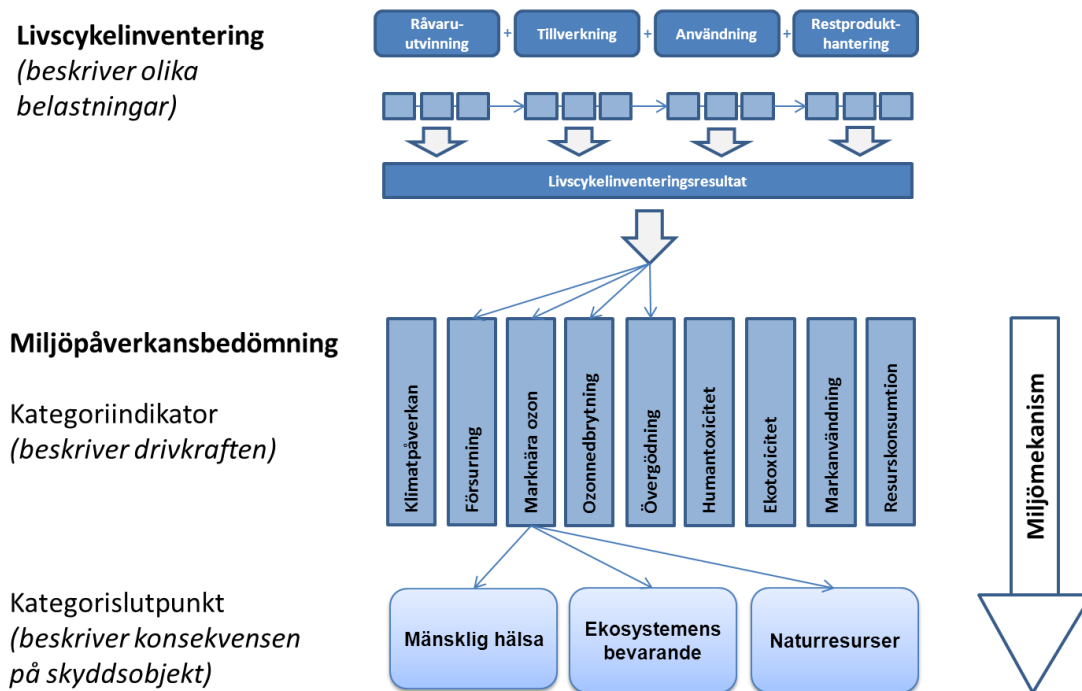 Livscykelinventering
(beskriver olika
belastningar)
Råvaru-
utvinning
+
Tillverkning
+
Användning
+
Restprodukt-
hantering
Livscykelinventeringsresultat
Miljöpåverkansbedömning
Kategoriindikator
(beskriver drivkraften)
Klimatpåverkan
Försurning
Marknära ozon
Ozonnedbrytning
Övergödning
Humantoxicitet
Ekotoxicitet
Markanvändning
Resurskonsumtion
Miljömekanism
Kategorislutpunkt
(beskriver konsekvensen
på skyddsobjekt)
Mänsklig hälsa
Ekosystemens
bevarande
Naturresurser